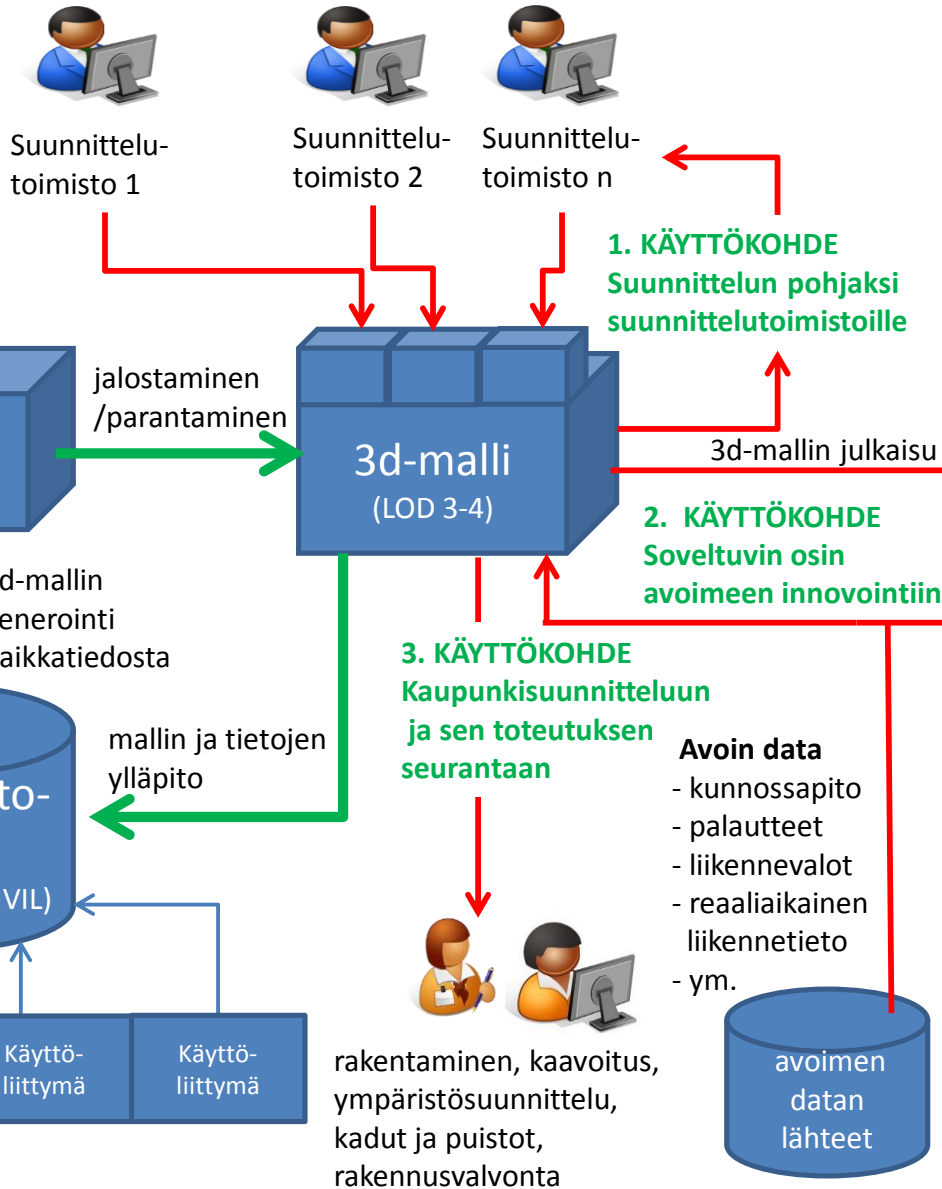 Suunnittelu-
toimisto 1
Suunnittelu-
toimisto 2
Suunnittelu-
toimisto n
1. KÄYTTÖKOHDE
Suunnittelun pohjaksi
suunnittelutoimistoille
jalostaminen
/parantaminen
3d-malli
(LOD 3-4)
3d-mallin julkaisu
2. KÄYTTÖKOHDE
Soveltuvin osin
avoimeen innovointiin
d-mallin
enerointi
aikkatiedosta
3. KÄYTTÖKOHDE
Kaupunkisuunnitteluun
ja sen toteutuksen
seurantaan
mallin ja tietojen
ylläpito
to-
VIL)
Avoin data
- kunnossapito
- palautteet
- liikennevalot
- reaaliaikainen
liikennetieto
- ym.
Käyttö-
liittymä
Käyttö-
liittymä
rakentaminen, kaavoitus,
ympäristösuunnittelu,
kadut ja puistot,
rakennusvalvonta
avoimen
datan
lähteet